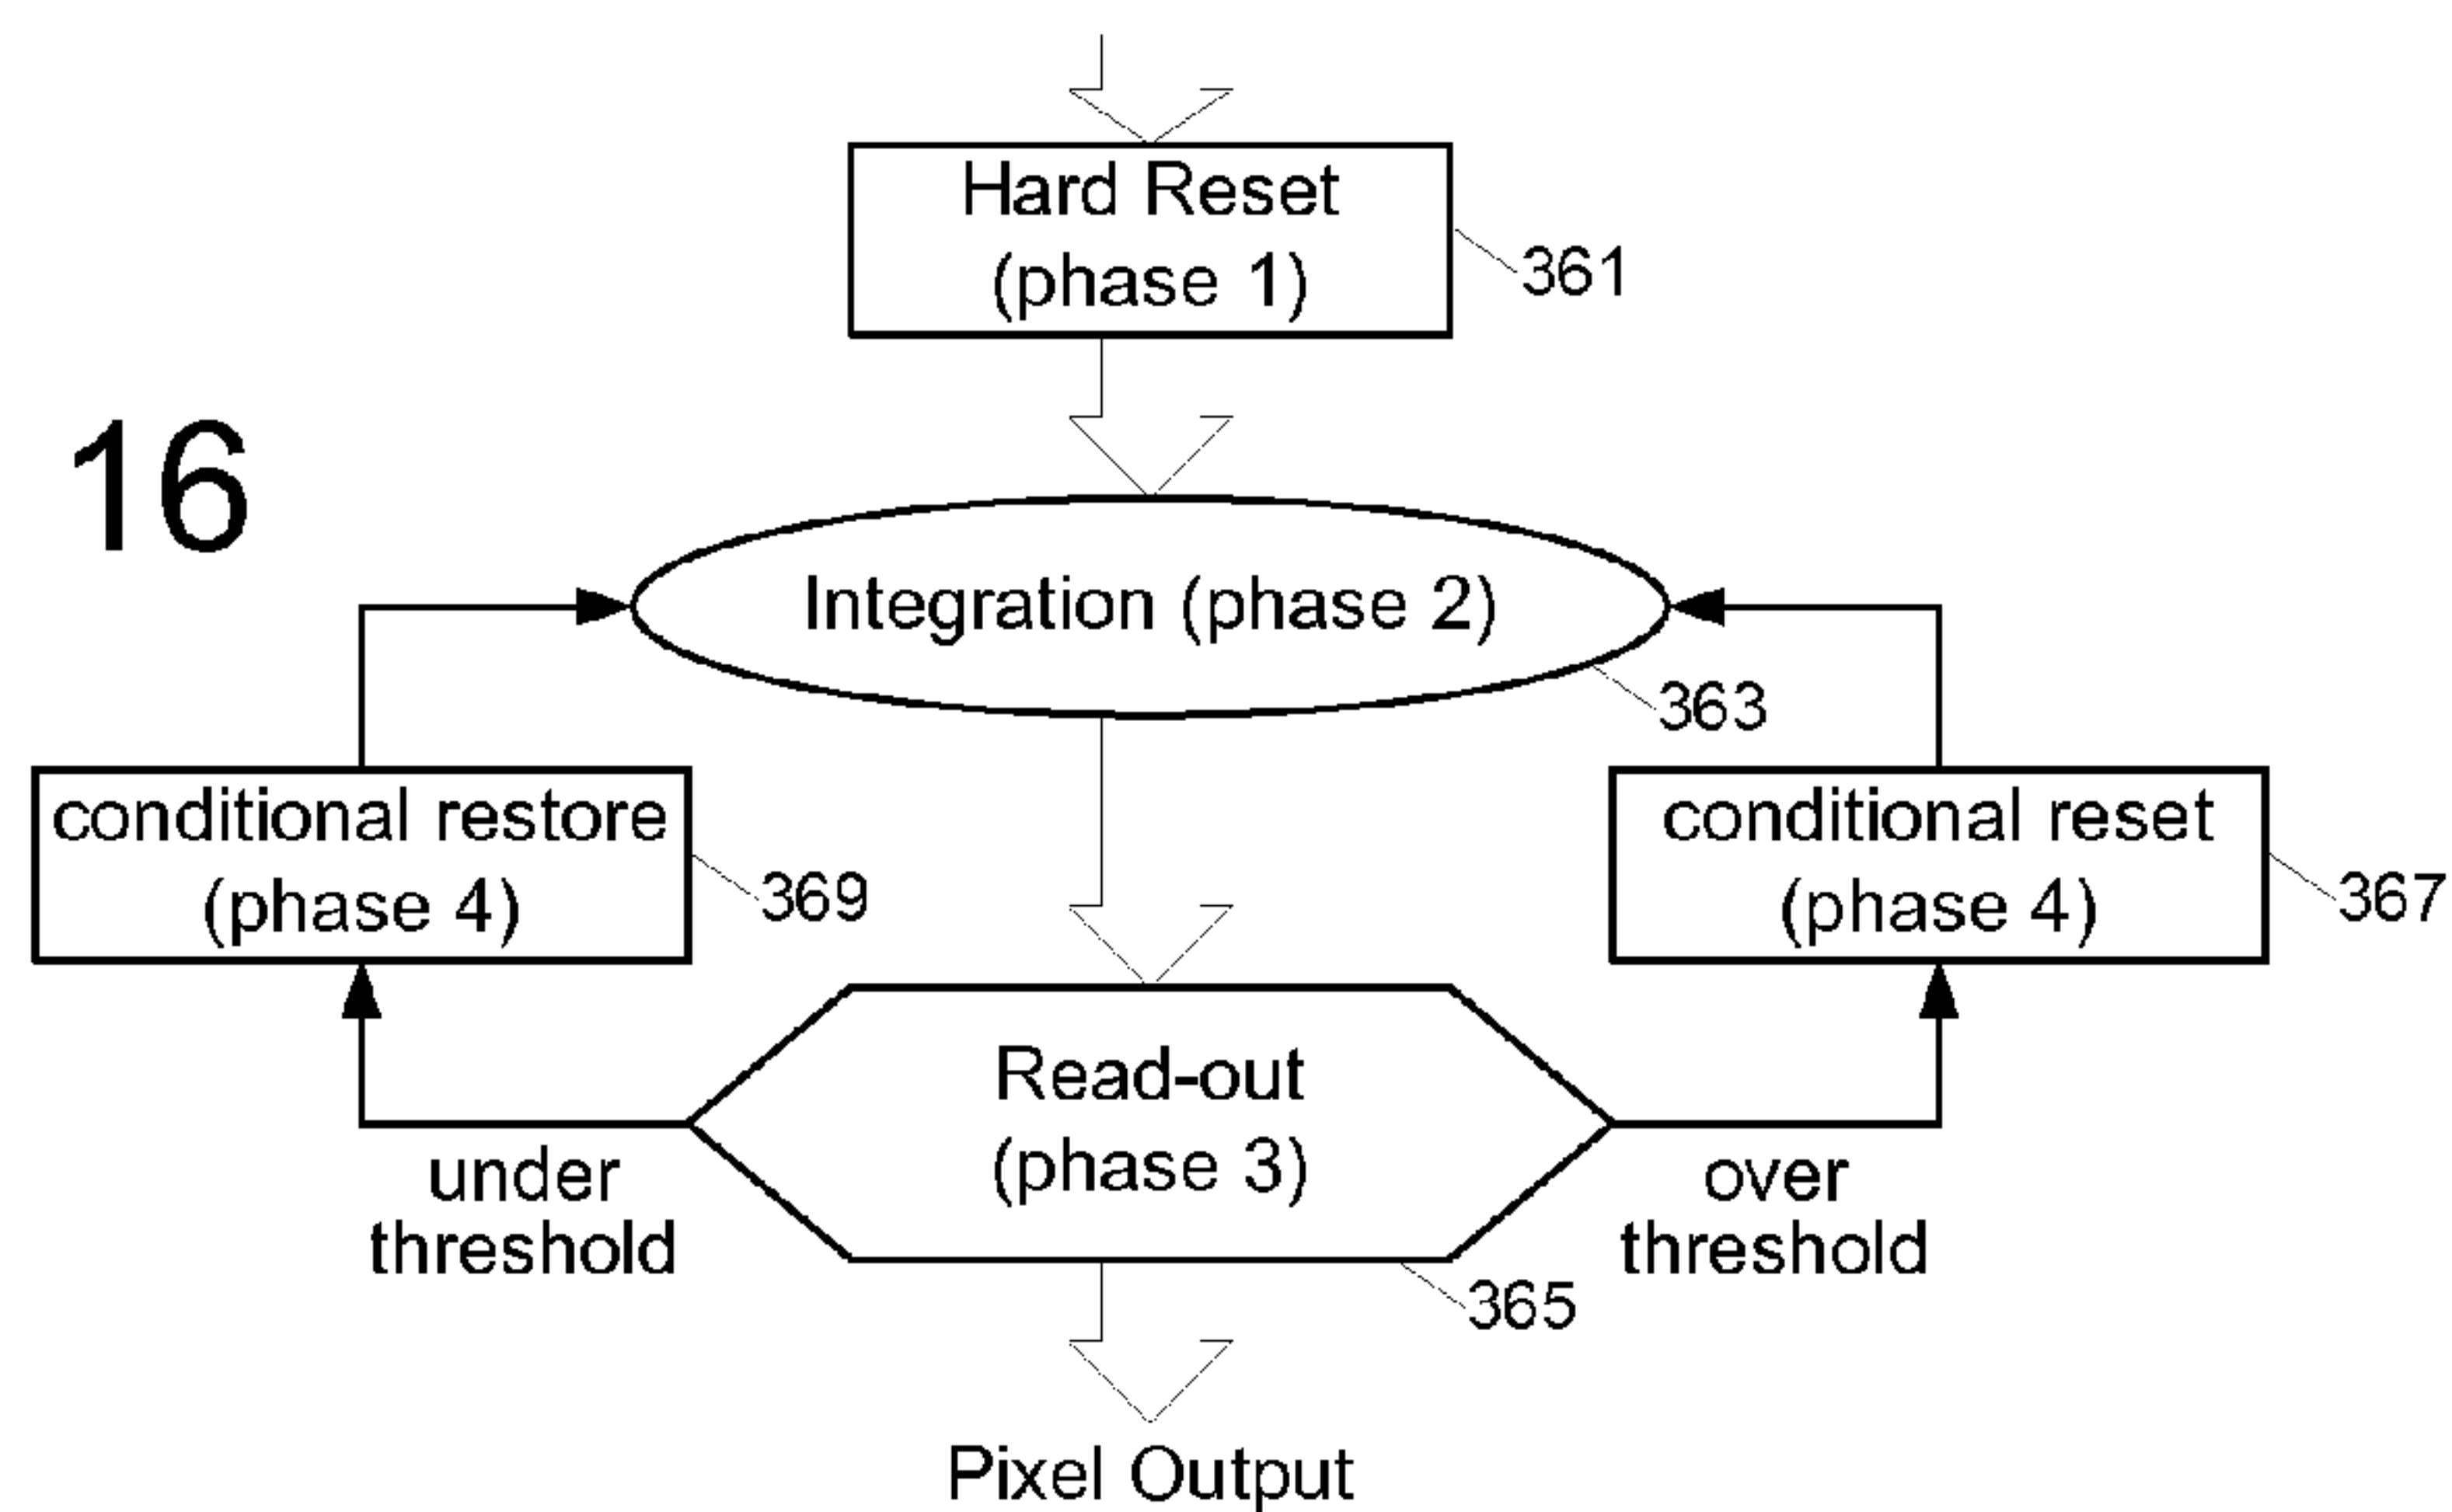 Hard Reset
(phase 1)
361
16
Integration (phase 2)
363
conditional restore
(phase 4)
369
conditional reset
(phase 4)
367
Read-out
(phase 3)
under
threshold
over
threshold
365
Pixel Output